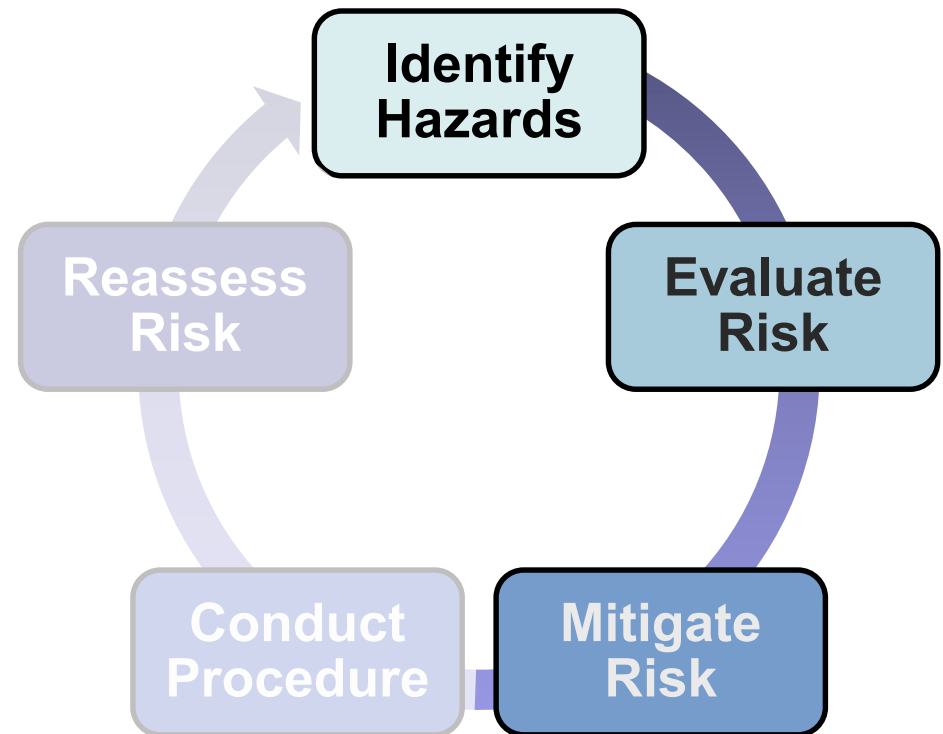 Identify
Hazards
Evaluate
Risk
Mitigate
Risk
Conduct
Procedure
Reassess
Risk